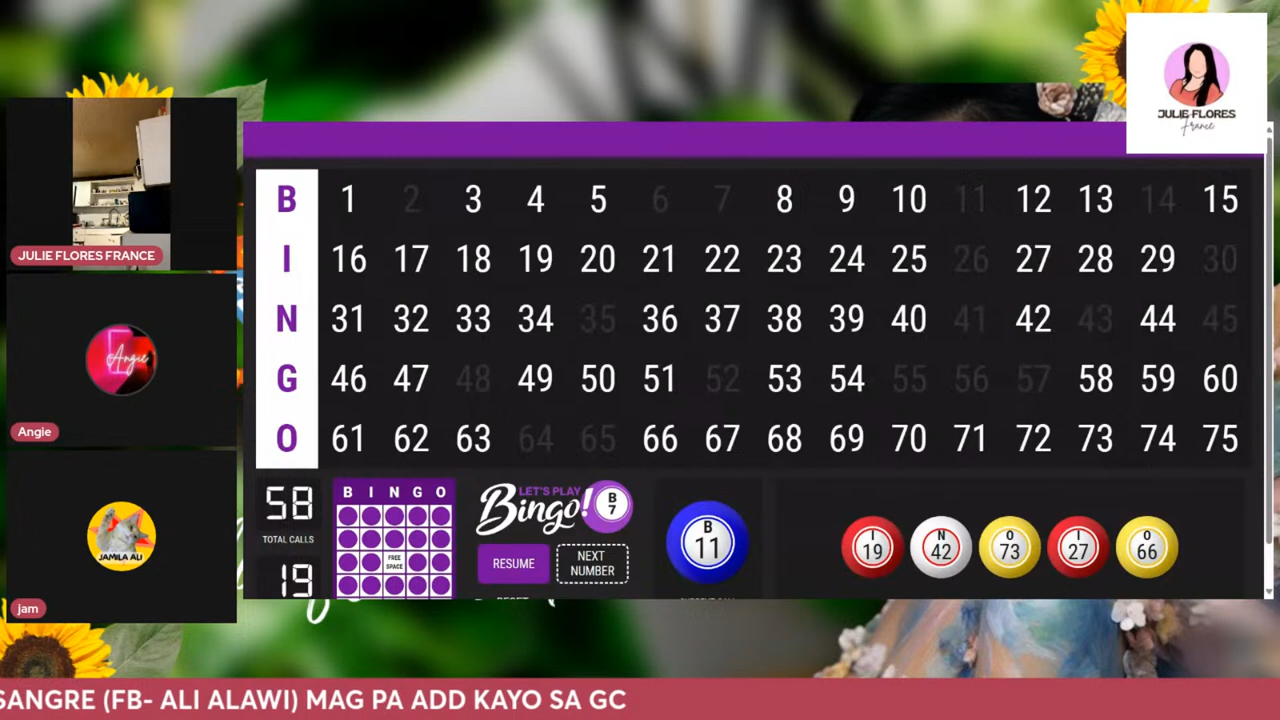 JULIE FLORES
France
JULIE FLORES FRANCE
Angie
Angie
JAMILA ALI
jam
B 1 2 3 4 5 6 7 8 9 10 11 12 13 14 15
I 16 17 18 19 20 21 22 23 24 25 26 27 28 29 30
N 31 32 33 34 35 36 37 38 39 40 41 42 43 44 45
G 46 47 48 49 50 51 52 53 54 55 56 57 58 59 60
O 61 62 63 64 65 66 67 68 69 70 71 72 73 74 75
58
TOTAL CALLS
19
B I N G O
FREE
SPACE
LET'S PLAY
Bingo!
B
7
RESUME
NEXT
NUMBER
B
11
I
19
N
42
O
73
I
27
O
66
SANGRE (FB- ALI ALAWI) MAG PA ADD KAYO SA GC